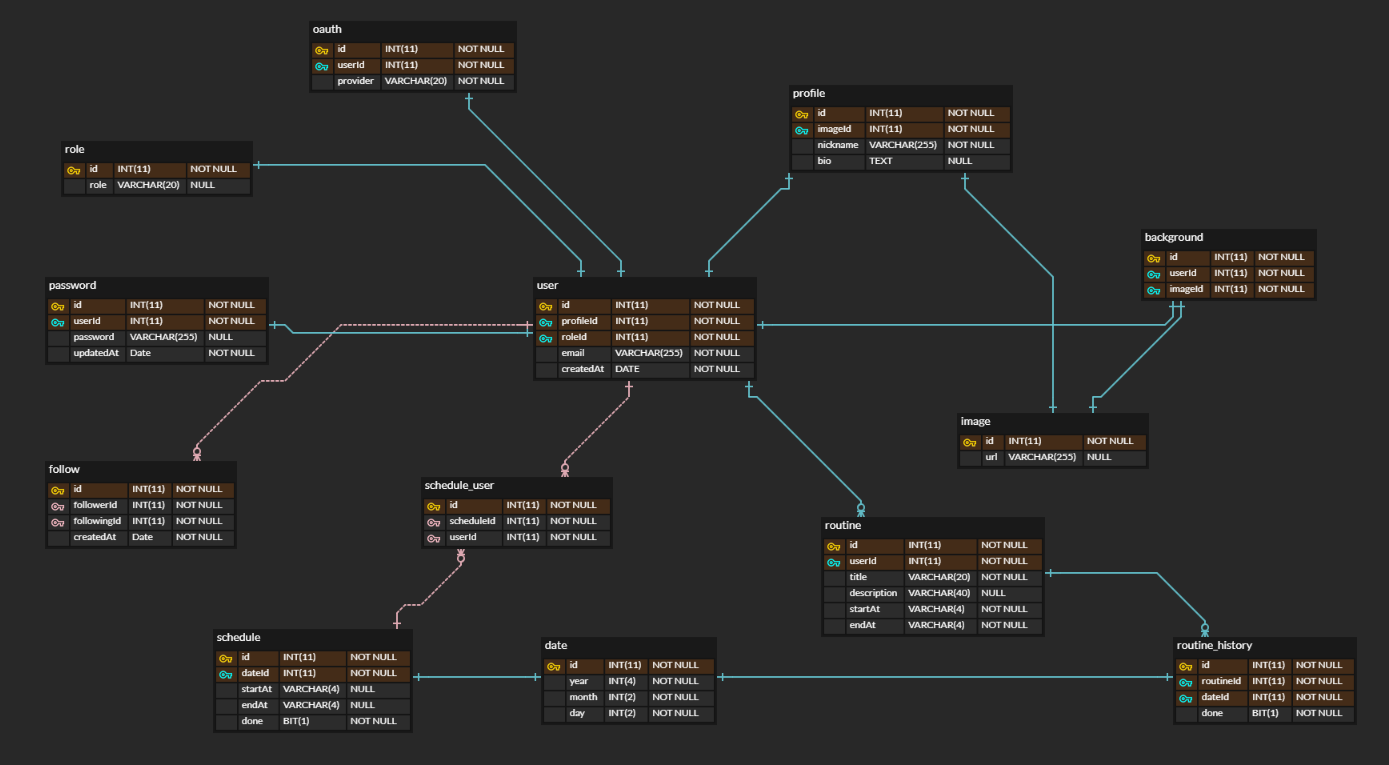 oauth
id INT(11) NOT NULL
userId INT(11) NOT NULL
provider VARCHAR(20) NOT NULL
profile
id INT(11) NOT NULL
imageId INT(11) NOT NULL
nickname VARCHAR(255) NOT NULL
bio TEXT NULL
role
id INT(11) NOT NULL
role VARCHAR(20) NULL
background
id INT(11) NOT NULL
userId INT(11) NOT NULL
imageId INT(11) NOT NULL
password
id INT(11) NOT NULL
userId INT(11) NOT NULL
password VARCHAR(255) NULL
updatedAt Date NOT NULL
user
id INT(11) NOT NULL
profileId INT(11) NOT NULL
roleId INT(11) NOT NULL
email VARCHAR(255) NOT NULL
createdAt DATE NOT NULL
image
id INT(11) NOT NULL
url VARCHAR(255) NULL
follow
id INT(11) NOT NULL
followerId INT(11) NOT NULL
followingId INT(11) NOT NULL
createdAt Date NOT NULL
schedule_user
id INT(11) NOT NULL
scheduleId INT(11) NOT NULL
userId INT(11) NOT NULL
routine
id INT(11) NOT NULL
userId INT(11) NOT NULL
title VARCHAR(20) NOT NULL
description VARCHAR(40) NULL
startAt VARCHAR(4) NOT NULL
endAt VARCHAR(4) NOT NULL
schedule
id INT(11) NOT NULL
dateId INT(11) NOT NULL
startAt VARCHAR(4) NULL
endAt VARCHAR(4) NULL
done BIT(1) NOT NULL
date
id INT(11) NOT NULL
year INT(4) NOT NULL
month INT(2) NOT NULL
day INT(2) NOT NULL
routine_history
id INT(11) NOT NULL
routineId INT(11) NOT NULL
dateId INT(11) NOT NULL
done BIT(1) NOT NULL